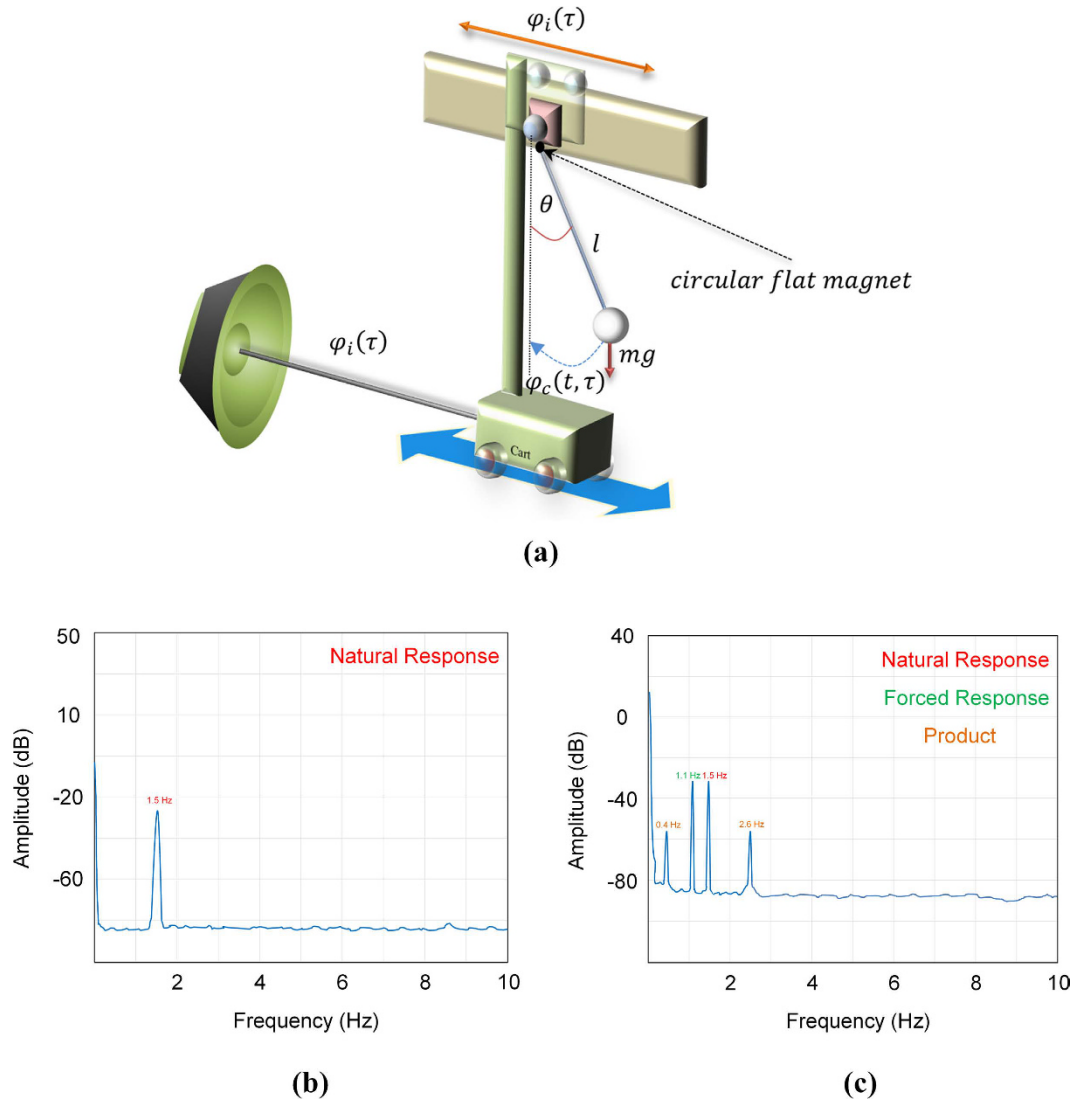 φᵢ(τ)
θ
l
circular flat magnet
φᵢ(τ)
mg
φ_c(t, τ)
Cart
(a)
50
10
-20
-60
Amplitude (dB)
Natural Response
1.5 Hz
2 4 6 8 10
Frequency (Hz)
(b)
40
0
-40
-80
Amplitude (dB)
Natural Response
Forced Response
Product
1.1 Hz 1.5 Hz
0.4 Hz 2.6 Hz
2 4 6 8 10
Frequency (Hz)
(c)